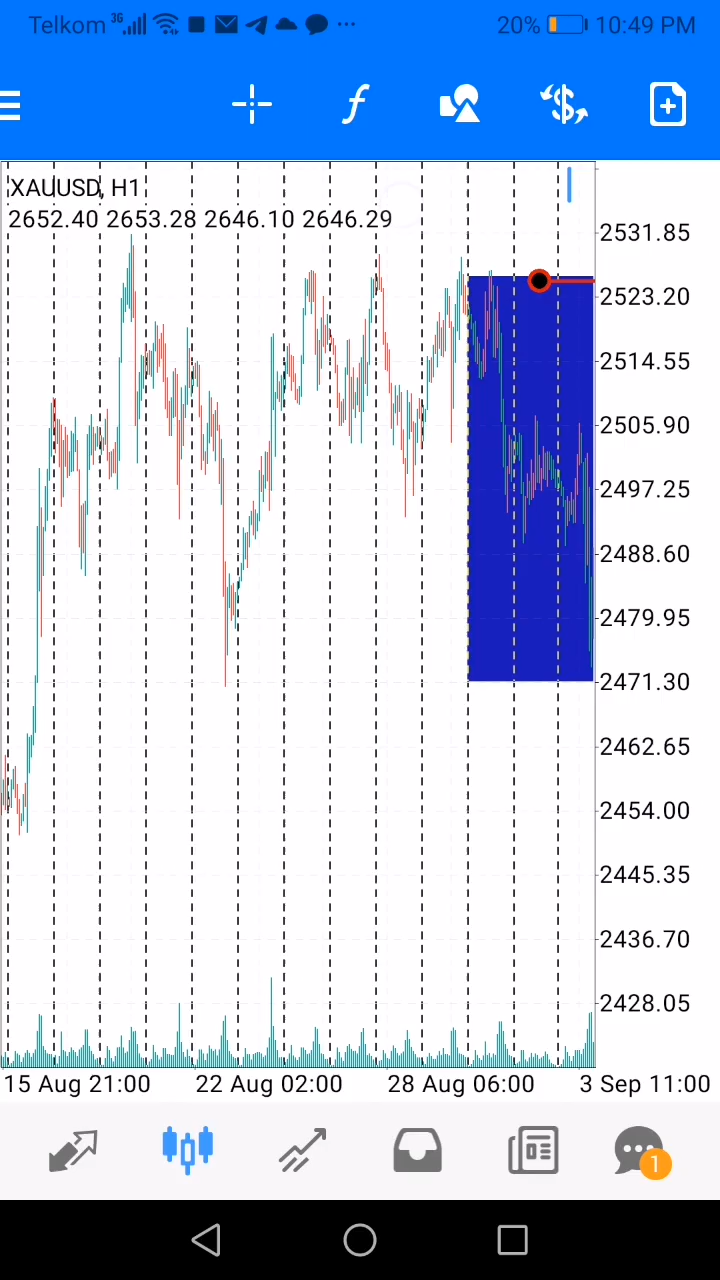 Telkom 3G 20% 10:49 PM
f
XAUUSD, H1
2652.40 2653.28 2646.10 2646.29
2531.85
2523.20
2514.55
2505.90
2497.25
2488.60
2479.95
2471.30
2462.65
2454.00
2445.35
2436.70
2428.05
15 Aug 21:00 22 Aug 02:00 28 Aug 06:00 3 Sep 11:00
1